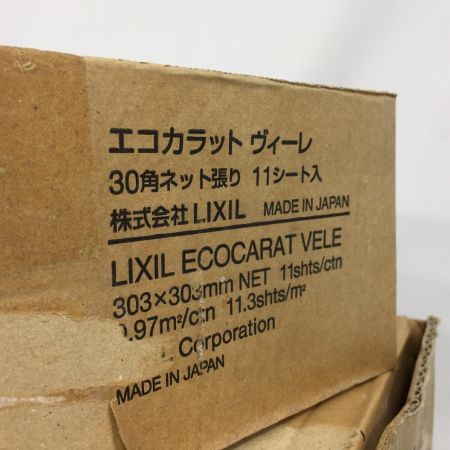 エコカラット ヴィーレ
30角ネット張り 11シート入
株式会社 LIXIL MADE IN JAPAN
LIXIL ECOCARAT VELE
303×303mm NET 11shts/ctn
0.97m²/ctn 11.3shts/m²
L Corporation
MADE IN JAPAN